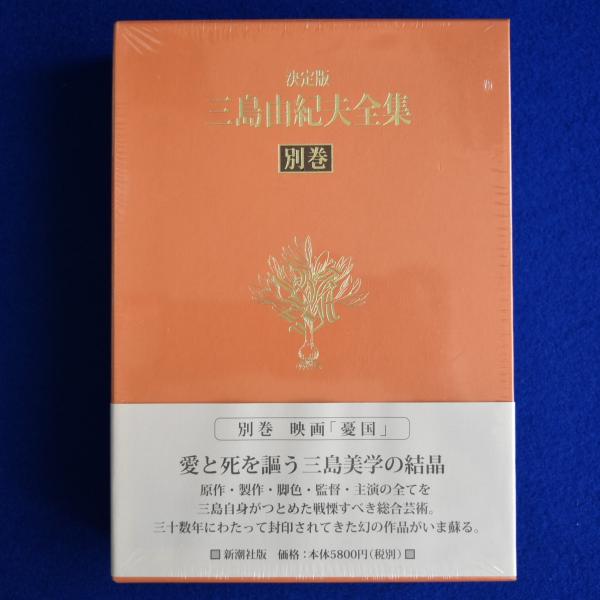 決定版
三島由紀夫全集
別巻
別巻 映画「憂国」
愛と死を謳う三島美学の結晶
原作・製作・脚色・監督・主演の全てを
三島自身がつとめた戦慄すべき総合芸術。
三十数年にわたって封印されてきた幻の作品がいま蘇る。
新潮社版 価格:本体5800円(税別)